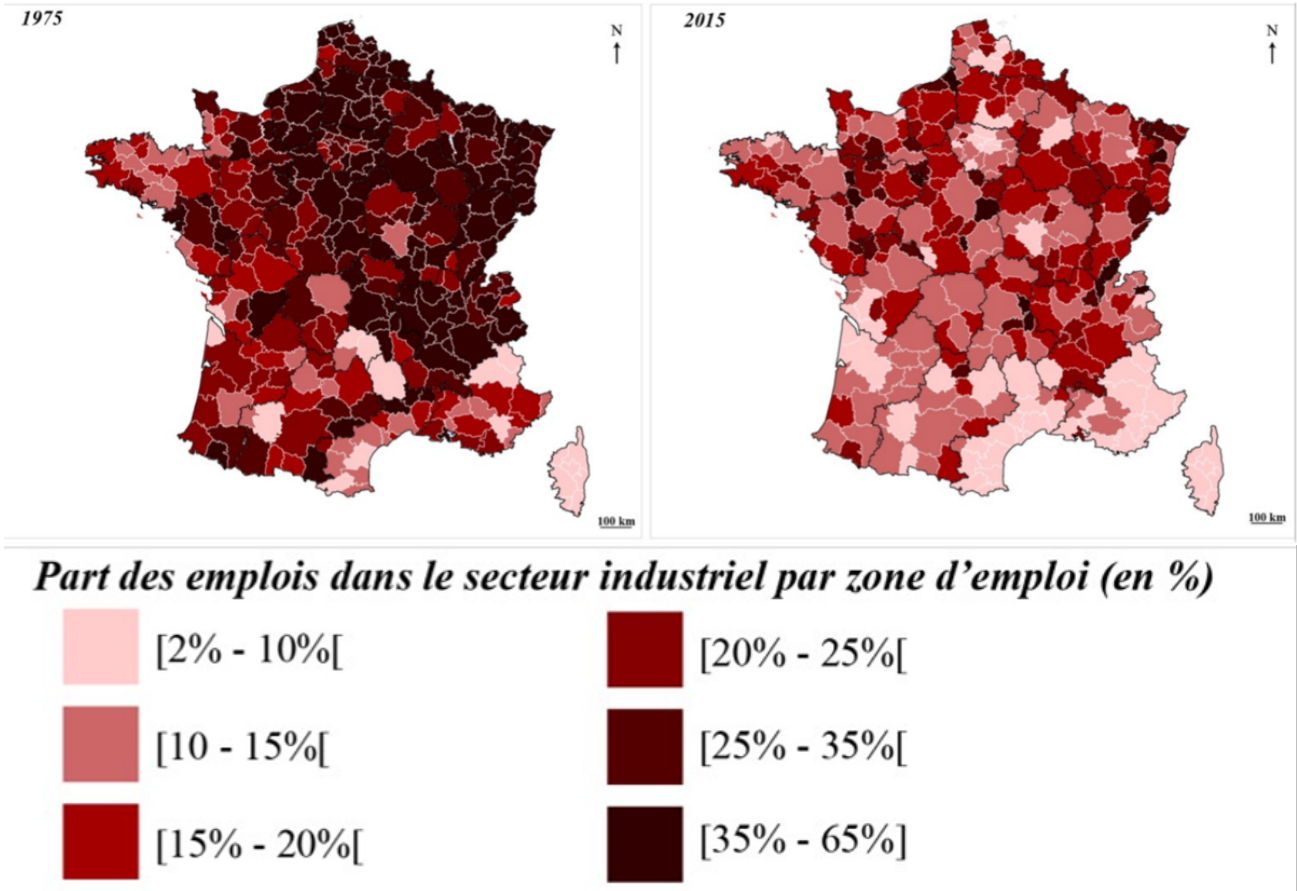 1975
N
100 km
2015
N
100 km
Part des emplois dans le secteur industriel par zone d'emploi (en %)
[2% - 10%[
[10 - 15%[
[15% - 20%[
[20% - 25%[
[25% - 35%[
[35% - 65%]